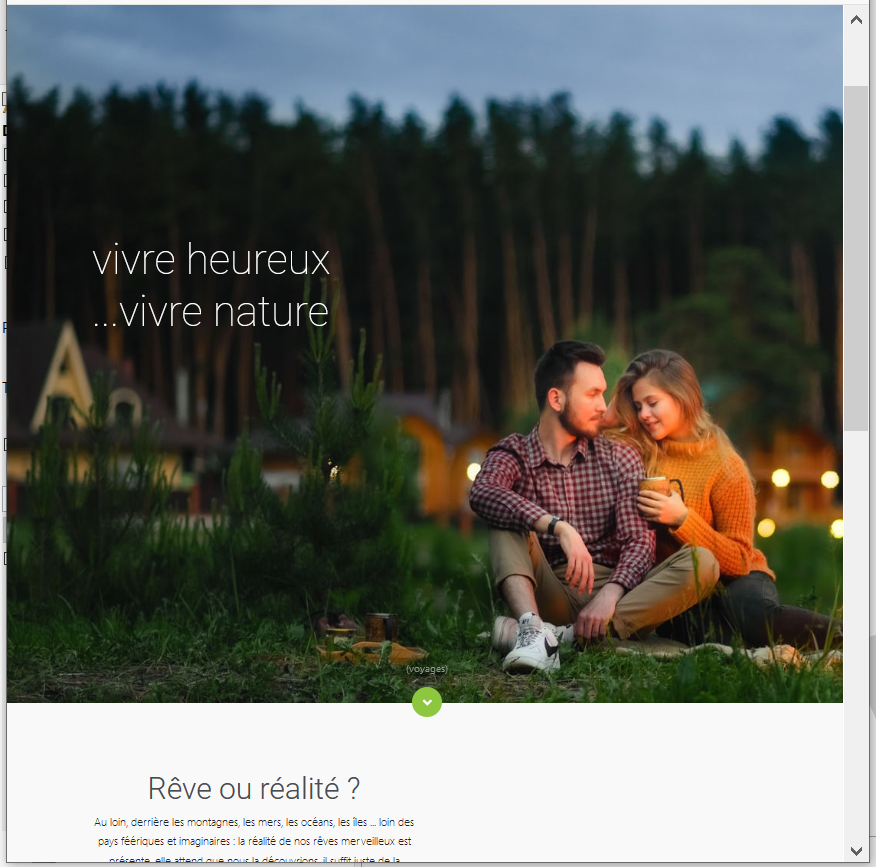 vivre heureux
...vivre nature
(voyages)
Rêve ou réalité ?
Au loin, derrière les montagnes, les mers, les océans, les îles ... loin des
pays féériques et imaginaires : la réalité de nos rêves merveilleux est
présente, elle attend que nous la découvrions, il suffit juste de la